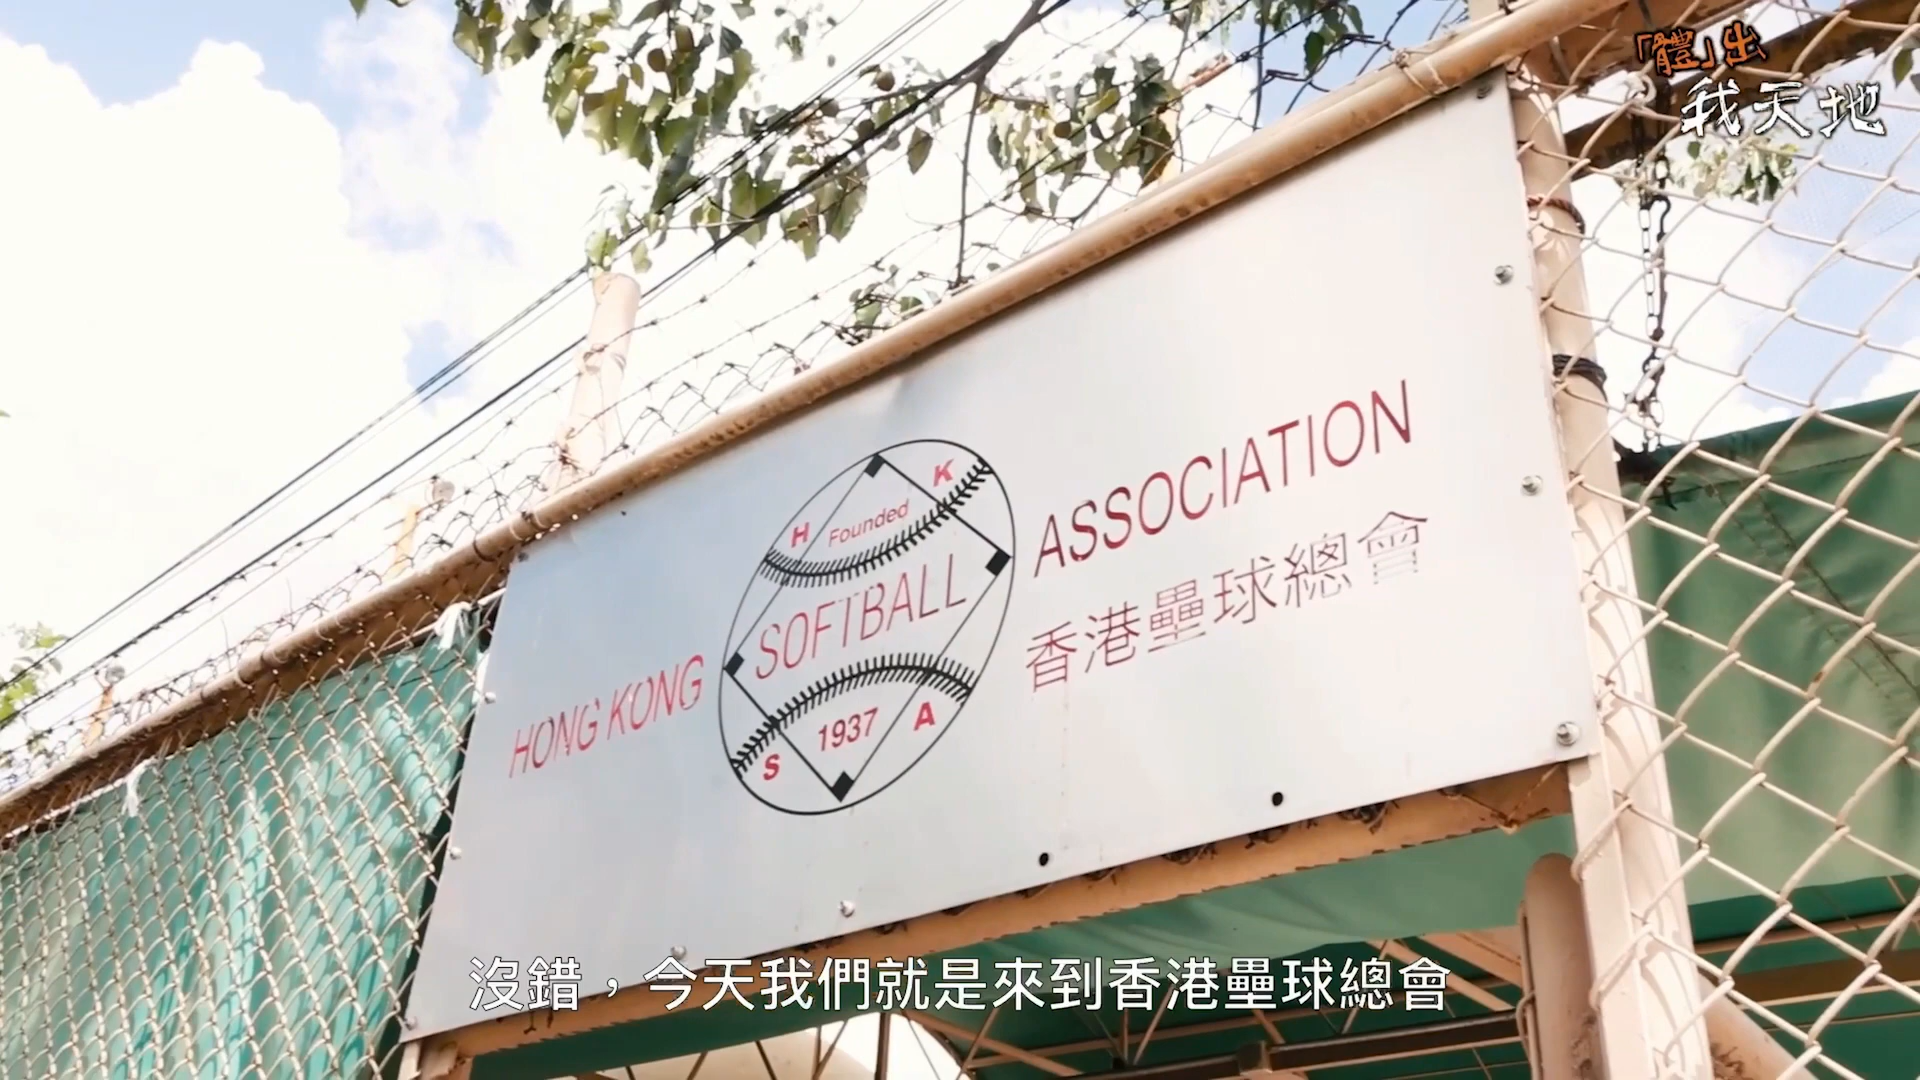 「體」出
我天地
H Founded K
HONG KONG SOFTBALL ASSOCIATION
香港壘球總會
S 1937 A
沒錯，今天我們就是來到香港壘球總會